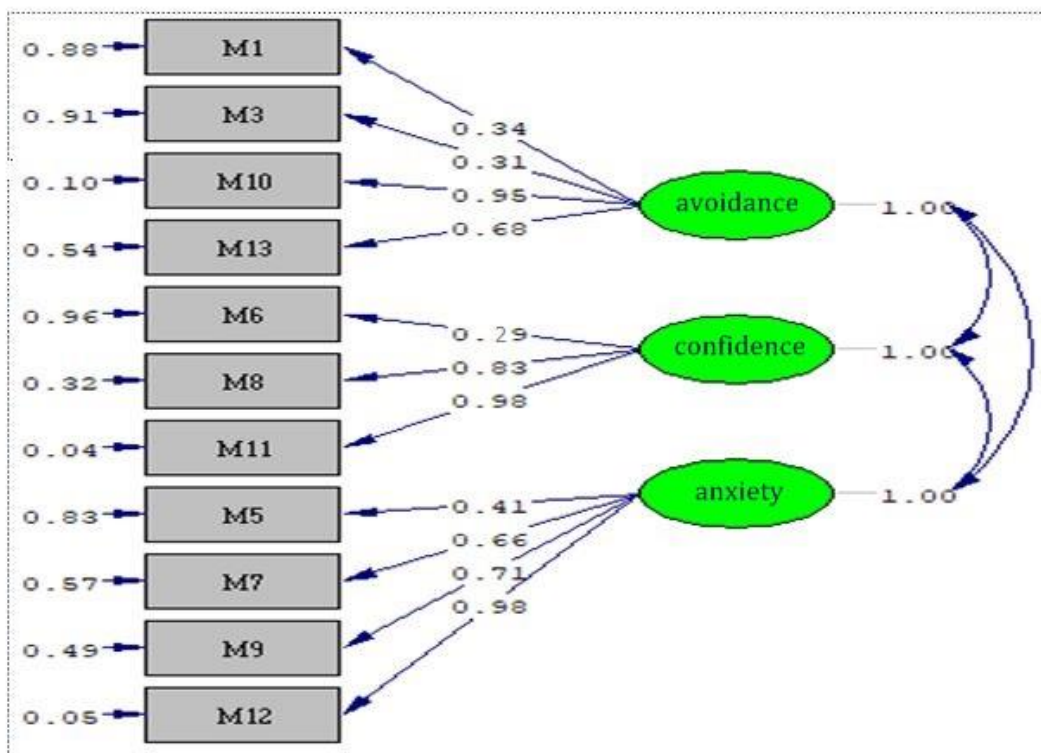 0.88 M1
0.91 M3
0.34
0.31
0.10 M10
0.95
avoidance 1.00
0.68
0.54 M13
0.96 M6
0.29
confidence 1.00
0.83
0.32 M8
0.98
0.04 M11
anxiety 1.00
0.41
0.83 M5
0.66
0.71
0.57 M7
0.98
0.49 M9
0.05 M12